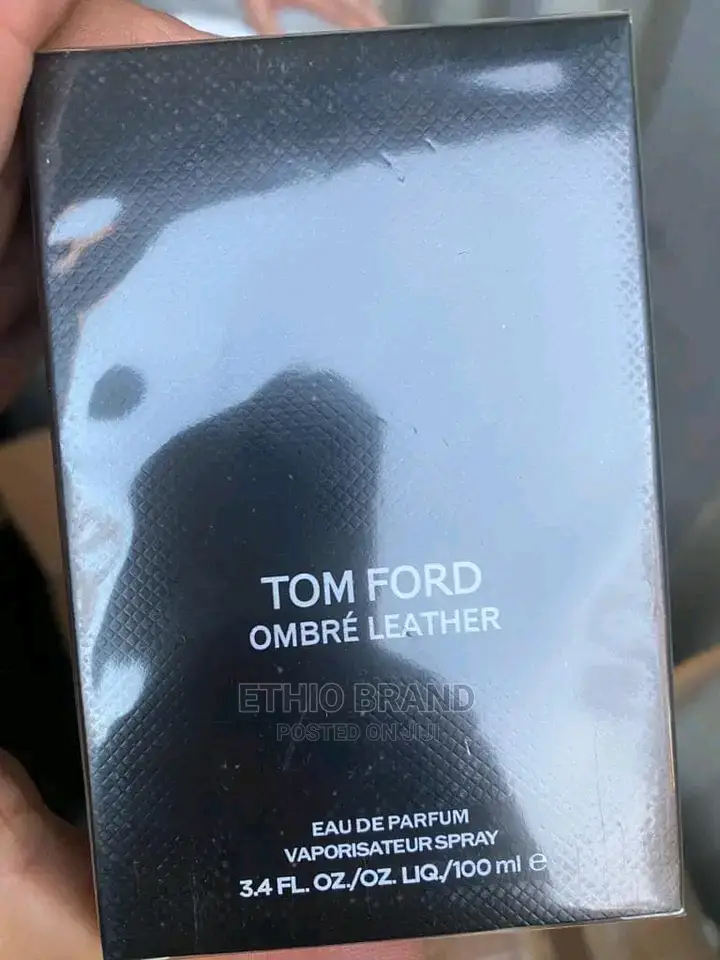 TOM FORD
OMBRÉ LEATHER
ETHIO BRAND
POSTED ON JIJI
EAU DE PARFUM
VAPORISATEUR SPRAY
3.4 FL. OZ./OZ. LIQ./100 ml ℮